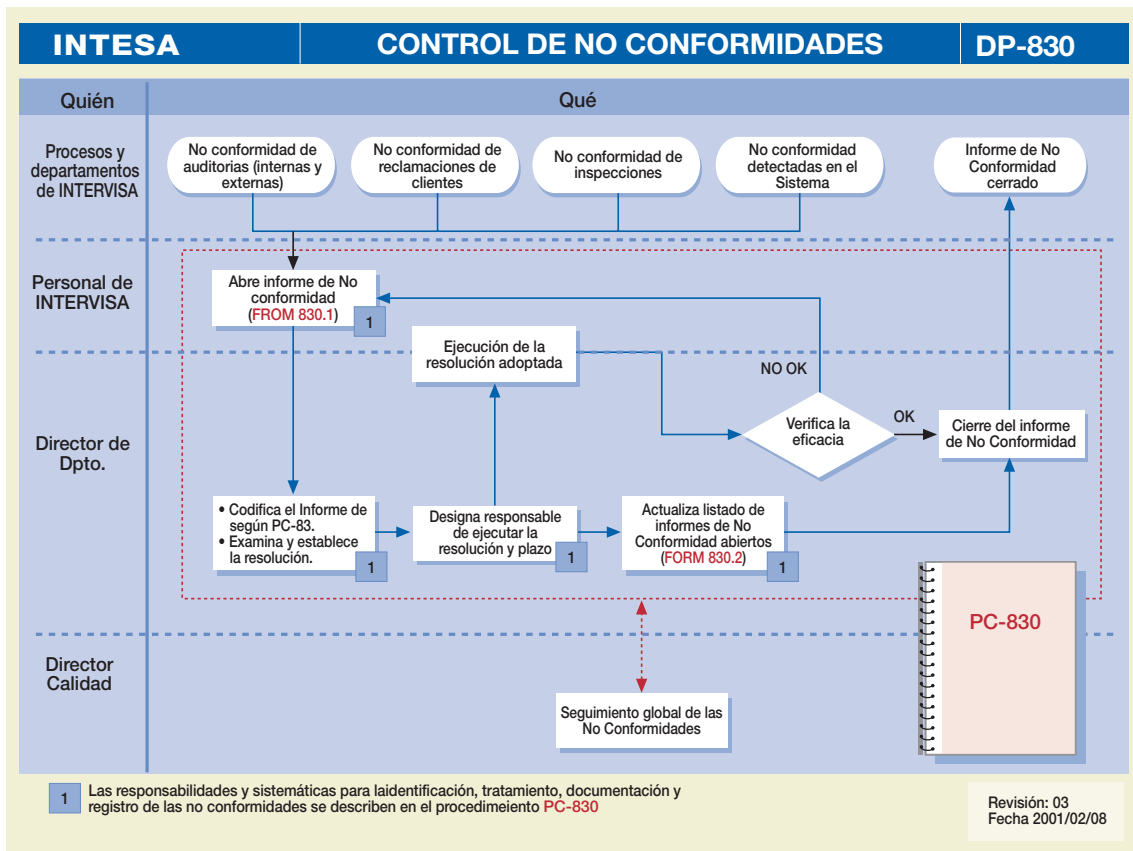 INTESA
CONTROL DE NO CONFORMIDADES
DP-830
Quién
Qué
Procesos y
departamentos
de INTERVISA
No conformidad de
auditorias (internas y
externas)
No conformidad de
reclamaciones de
clientes
No conformidad de
inspecciones
No conformidad
detectadas en el
Sistema
Informe de No
Conformidad
cerrado
Personal de
INTERVISA
Abre informe de No
conformidad
(FROM 830.1)
1
Ejecución de la
resolución adoptada
NO OK
Director de
Dpto.
Verifica la
eficacia
OK
Cierre del informe
de No Conformidad
• Codifica el Informe de
según PC-83.
• Examina y establece
la resolución.
1
Designa responsable
de ejecutar la
resolución y plazo
1
Actualiza listado de
informes de No
Conformidad abiertos
(FORM 830.2)
1
PC-830
Director
Calidad
Seguimiento global de las
No Conformidades
1
Las responsabilidades y sistemáticas para laidentificación, tratamiento, documentación y
registro de las no conformidades se describen en el procedimeiento PC-830
Revisión: 03
Fecha 2001/02/08